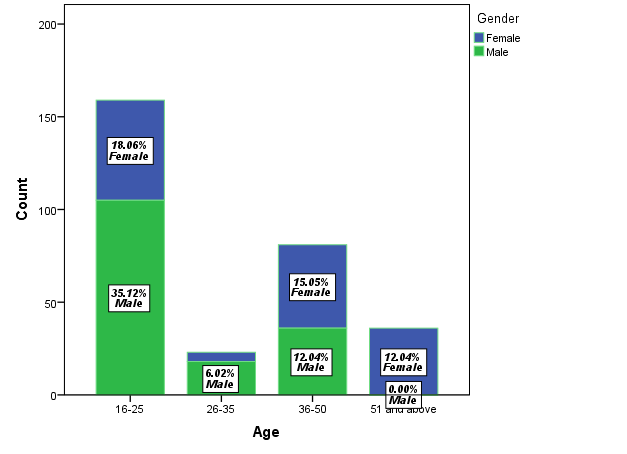 Gender
Female
Male
200
150
100
50
0
Count
18.06%
Female
35.12%
Male
6.02%
Male
15.05%
Female
12.04%
Male
12.04%
Female
0.00%
Male
16-25
26-35
36-50
51 and above
Age